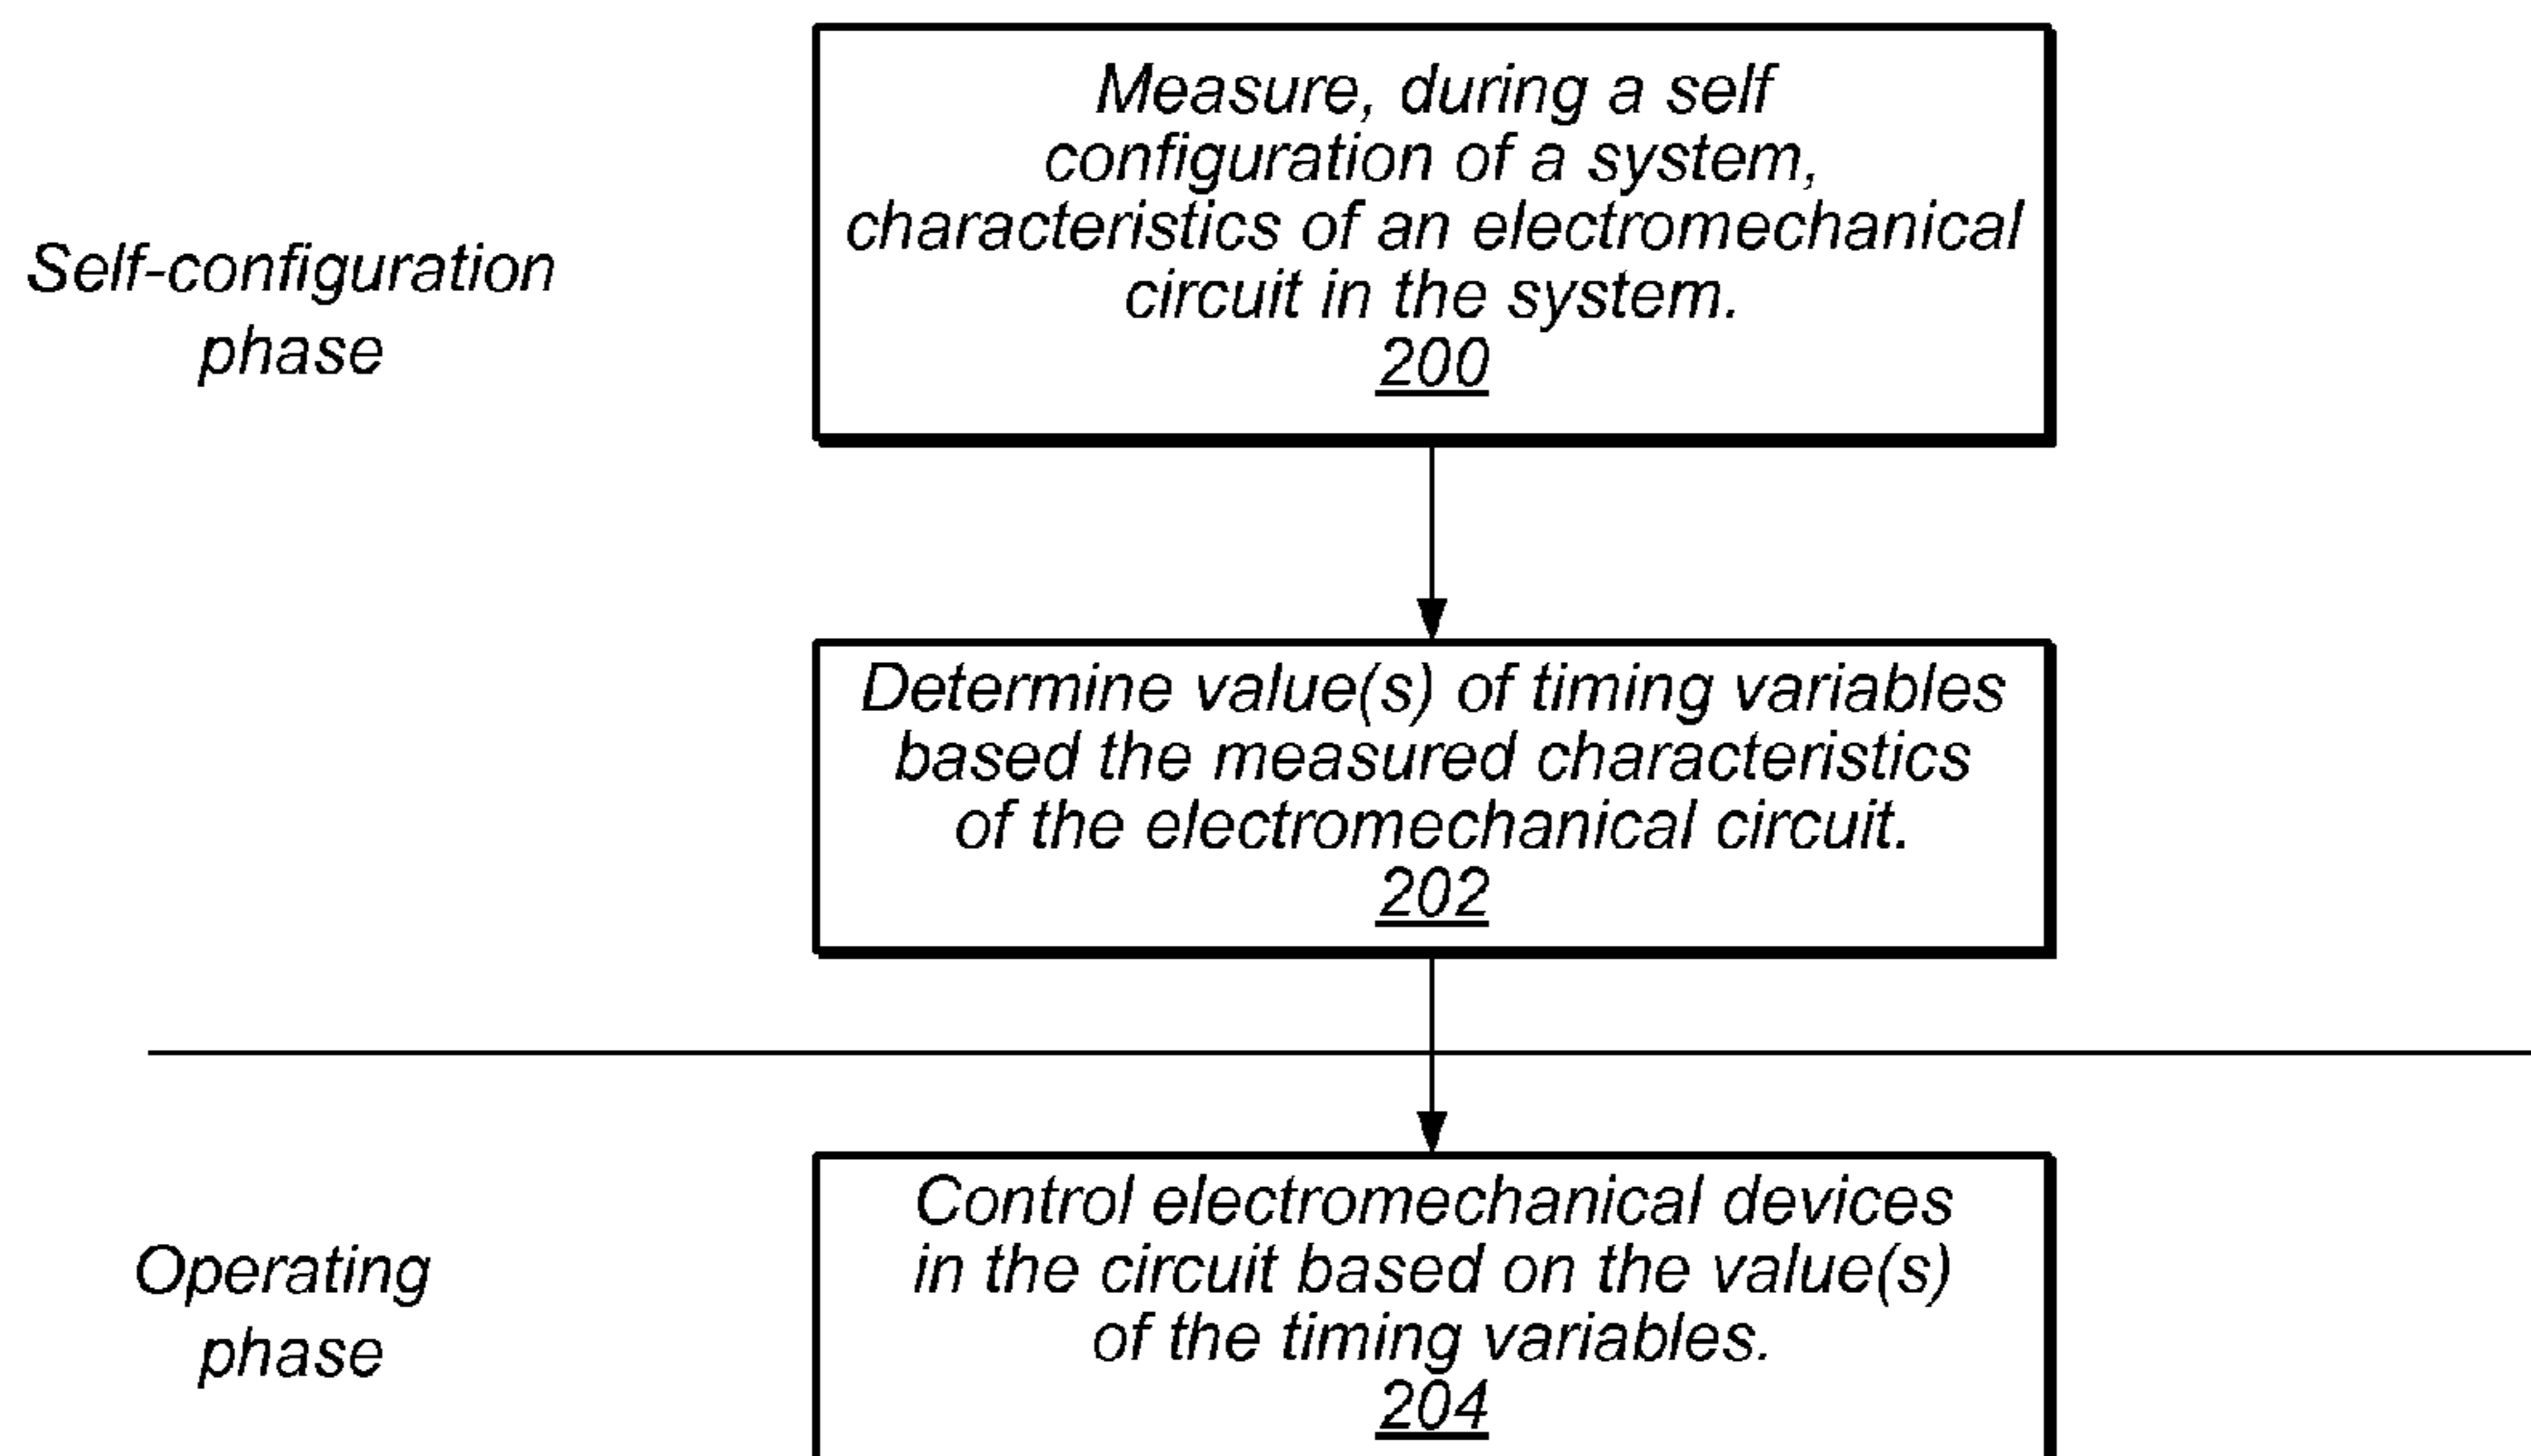 Measure, during a self
configuration of a system,
characteristics of an electromechanical
circuit in the system.
200
Self-configuration
phase
Determine value(s) of timing variables
based the measured characteristics
of the electromechanical circuit.
202
Control electromechanical devices
in the circuit based on the value(s)
of the timing variables.
204
Operating
phase